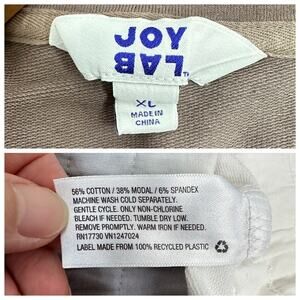 JOY
LAB™
XL
MADE IN
CHINA
56% COTTON / 38% MODAL / 6% SPANDEX
MACHINE WASH COLD SEPARATELY.
GENTLE CYCLE. ONLY NON-CHLORINE
BLEACH IF NEEDED. TUMBLE DRY LOW.
REMOVE PROMPTLY. WARM IRON IF NEEDED.
RN17730 VN1247024
LABEL MADE FROM 100% RECYCLED PLASTIC